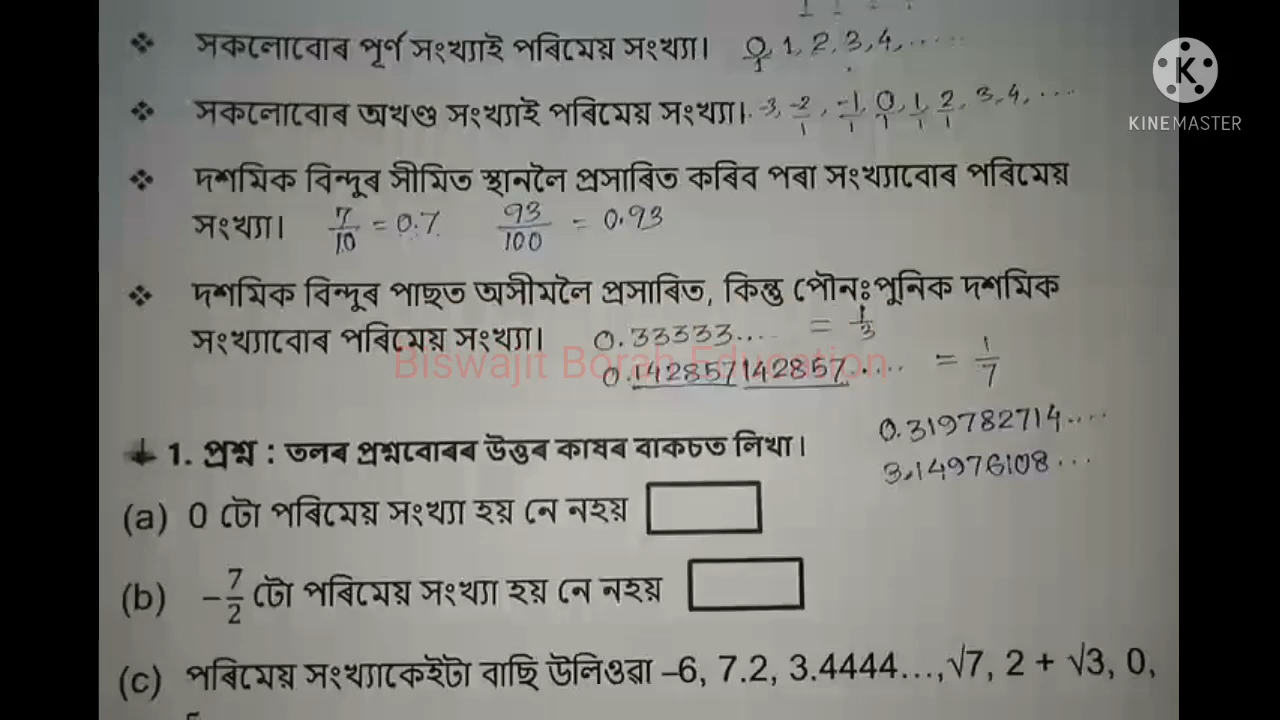 ❖ সকলোবোৰ পূৰ্ণ সংখ্যাই পৰিমেয় সংখ্যা। 0/1, 1, 2, 3, 4, .....
KINEMASTER
❖ সকলোবোৰ অখণ্ড সংখ্যাই পৰিমেয় সংখ্যা। -3, -2/1, -1/1, 0/1, 1/1, 2/1, 3, 4, ...
❖ দশমিক বিন্দুৰ সীমিত স্থানলৈ প্ৰসাৰিত কৰিব পৰা সংখ্যাবোৰ পৰিমেয়
সংখ্যা। 7/10 = 0.7 93/100 = 0.93
❖ দশমিক বিন্দুৰ পাছত অসীমলৈ প্ৰসাৰিত, কিন্তু পৌনঃপুনিক দশমিক
সংখ্যাবোৰ পৰিমেয় সংখ্যা। 0.33333.... = 1/3
Biswajit Borah Education
0.142857142857..... = 1/7
0.319782714....
1. প্ৰশ্ন : তলৰ প্ৰশ্নবোৰৰ উত্তৰ কাষৰ বাকচত লিখা।
3.14976108...
(a) 0 টো পৰিমেয় সংখ্যা হয় নে নহয়
(b) –7/2 টো পৰিমেয় সংখ্যা হয় নে নহয়
(c) পৰিমেয় সংখ্যাকেইটা বাছি উলিওৱা –6, 7.2, 3.4444..., √7, 2 + √3, 0,